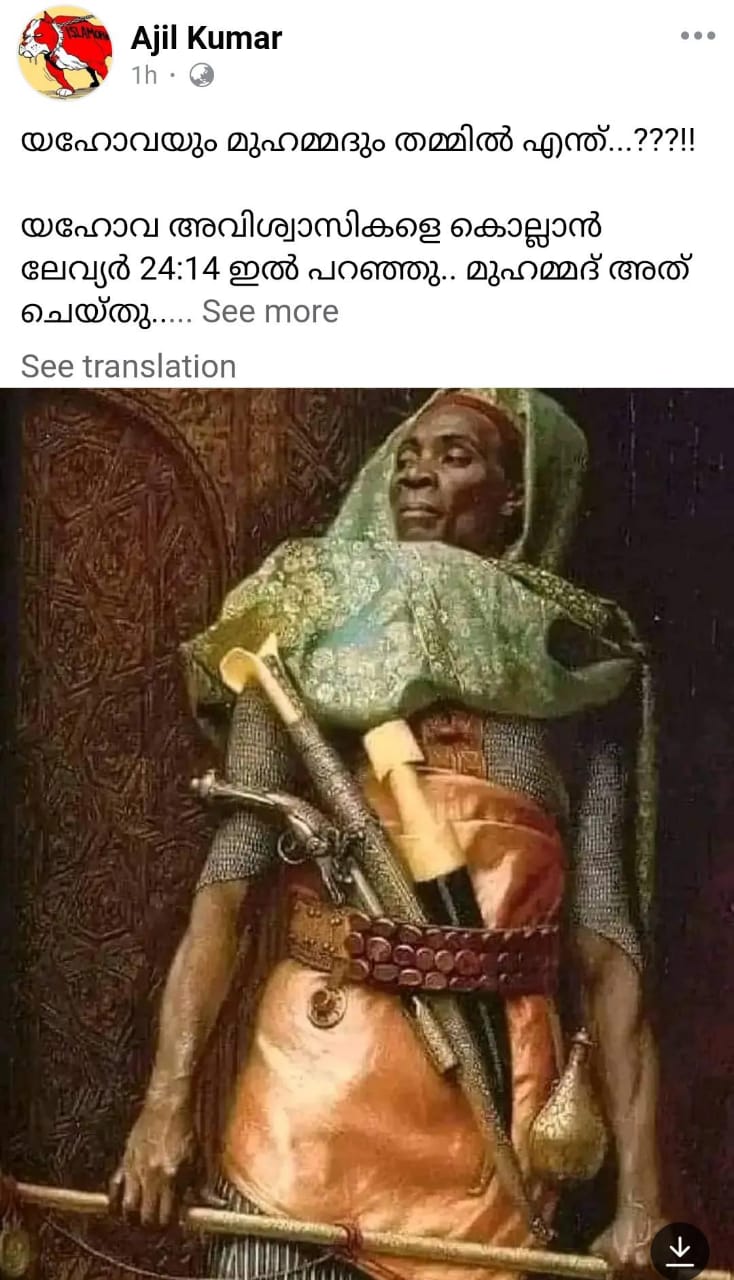 ISLAMOPH
Ajil Kumar
1h ·
യഹോവയും മുഹമ്മദും തമ്മിൽ എന്ത്...???!!
യഹോവ അവിശ്വാസികളെ കൊല്ലാൻ
ലേവ്യർ 24:14 ഇൽ പറഞ്ഞു.. മുഹമ്മദ് അത്
ചെയ്തു..... See more
See translation